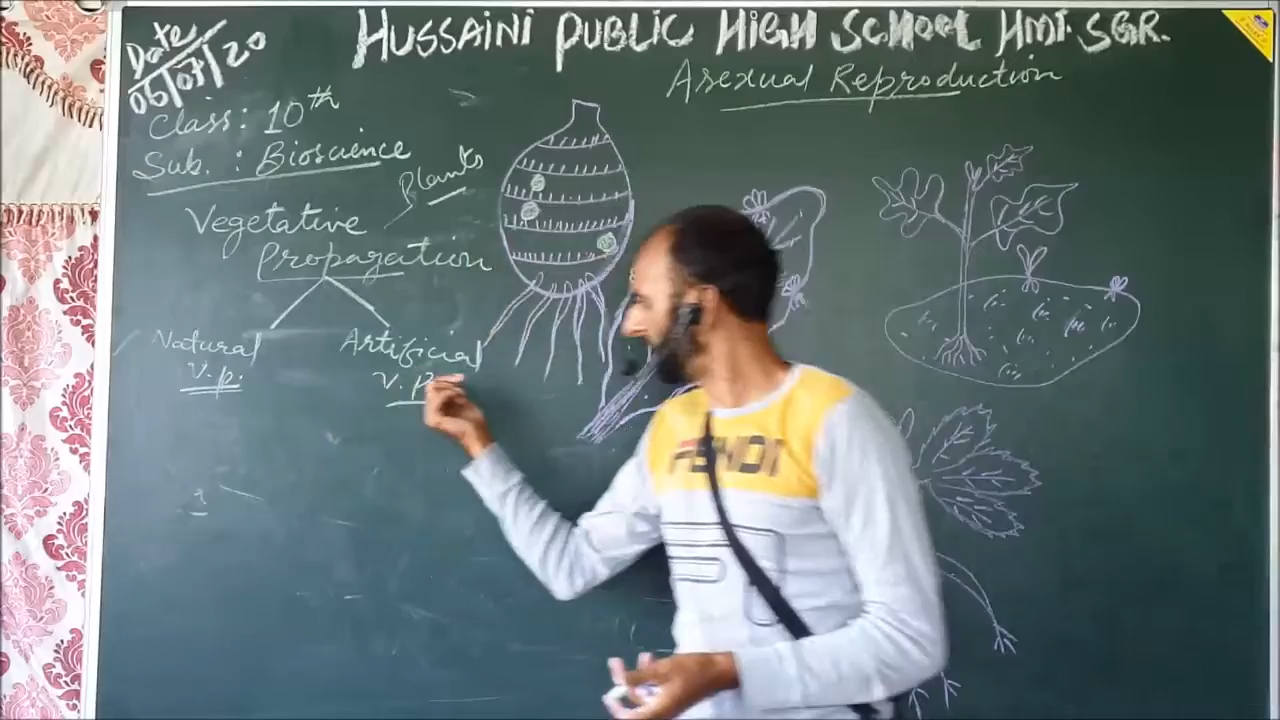 HUSSAINI PUBLIC HIGH SCHOOL HMT. SGR.
Date
06/07/20
Asexual Reproduction
Class: 10th
Sub. : Bioscience
Plants
Vegetative
Propagation
Natural
V.p.
Artificial
V. p
FENDI